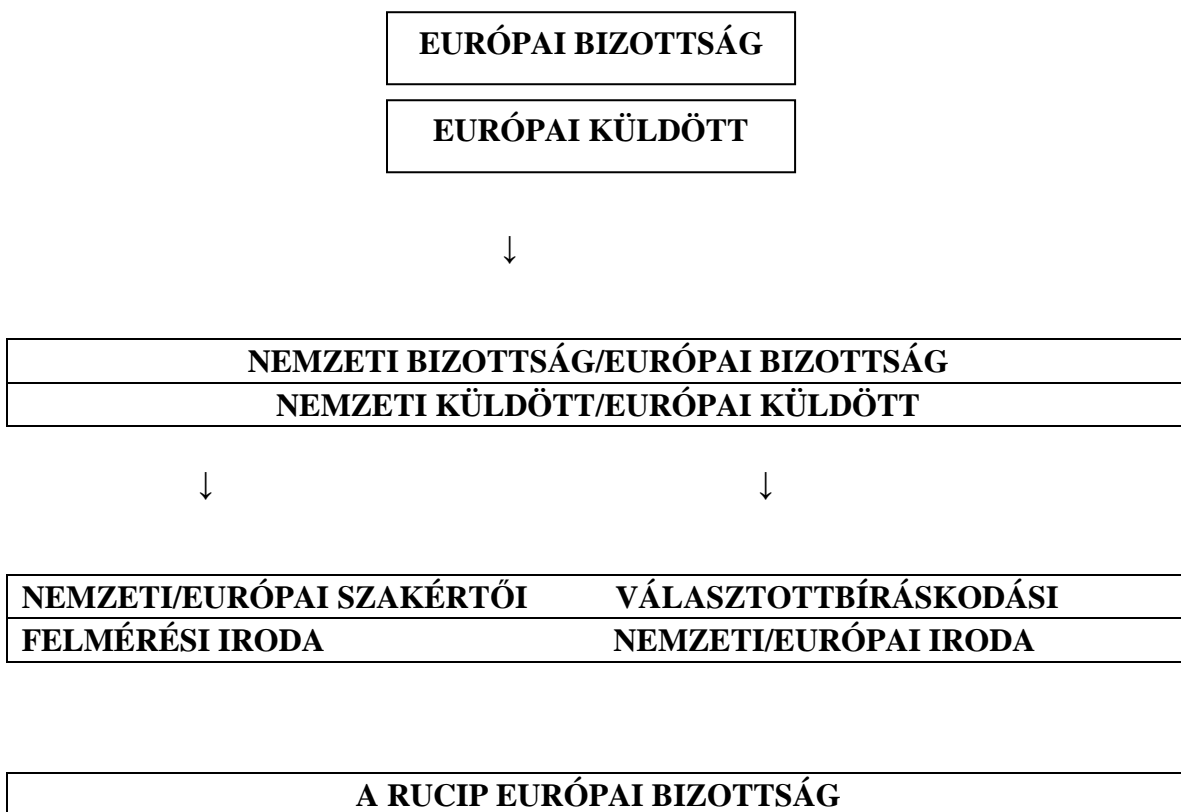 EURÓPAI BIZOTTSÁG
EURÓPAI KÜLDÖTT
↓
NEMZETI BIZOTTSÁG/EURÓPAI BIZOTTSÁG
NEMZETI KÜLDÖTT/EURÓPAI KÜLDÖTT
↓ ↓
NEMZETI/EURÓPAI SZAKÉRTŐI VÁLASZTOTTBÍRÁSKODÁSI
FELMÉRÉSI IRODA NEMZETI/EURÓPAI IRODA
A RUCIP EURÓPAI BIZOTTSÁG